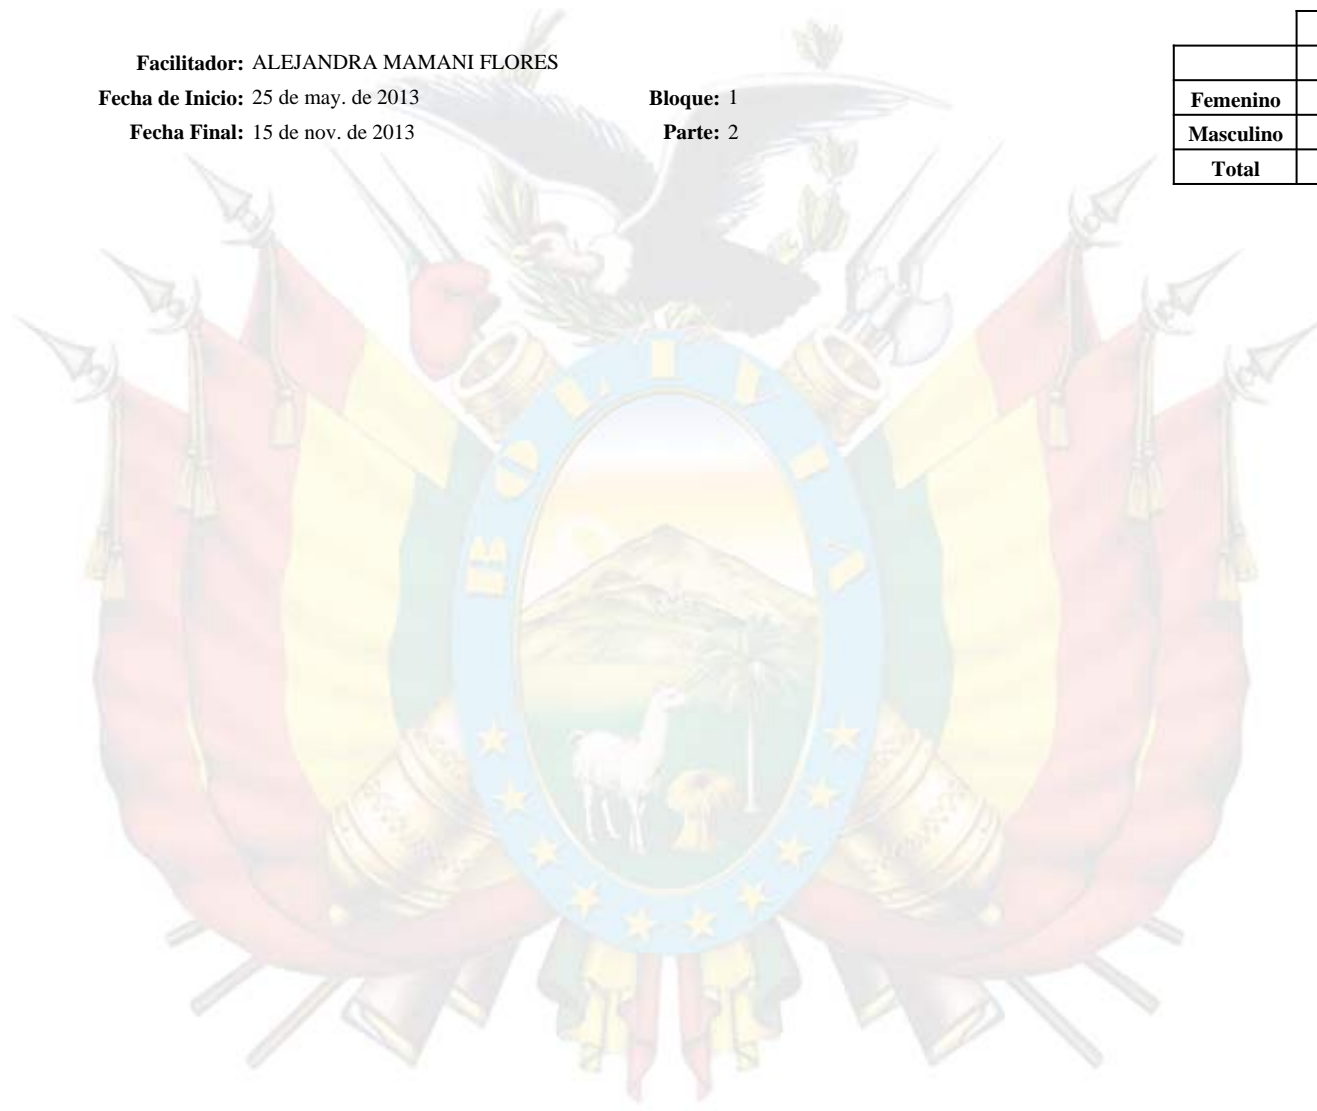 Facilitador: ALEJANDRA MAMANI FLORES
Fecha de Inicio: 25 de may. de 2013 Bloque: 1
Fecha Final: 15 de nov. de 2013 Parte: 2
Femenino
Masculino
Total
BOLIVIA